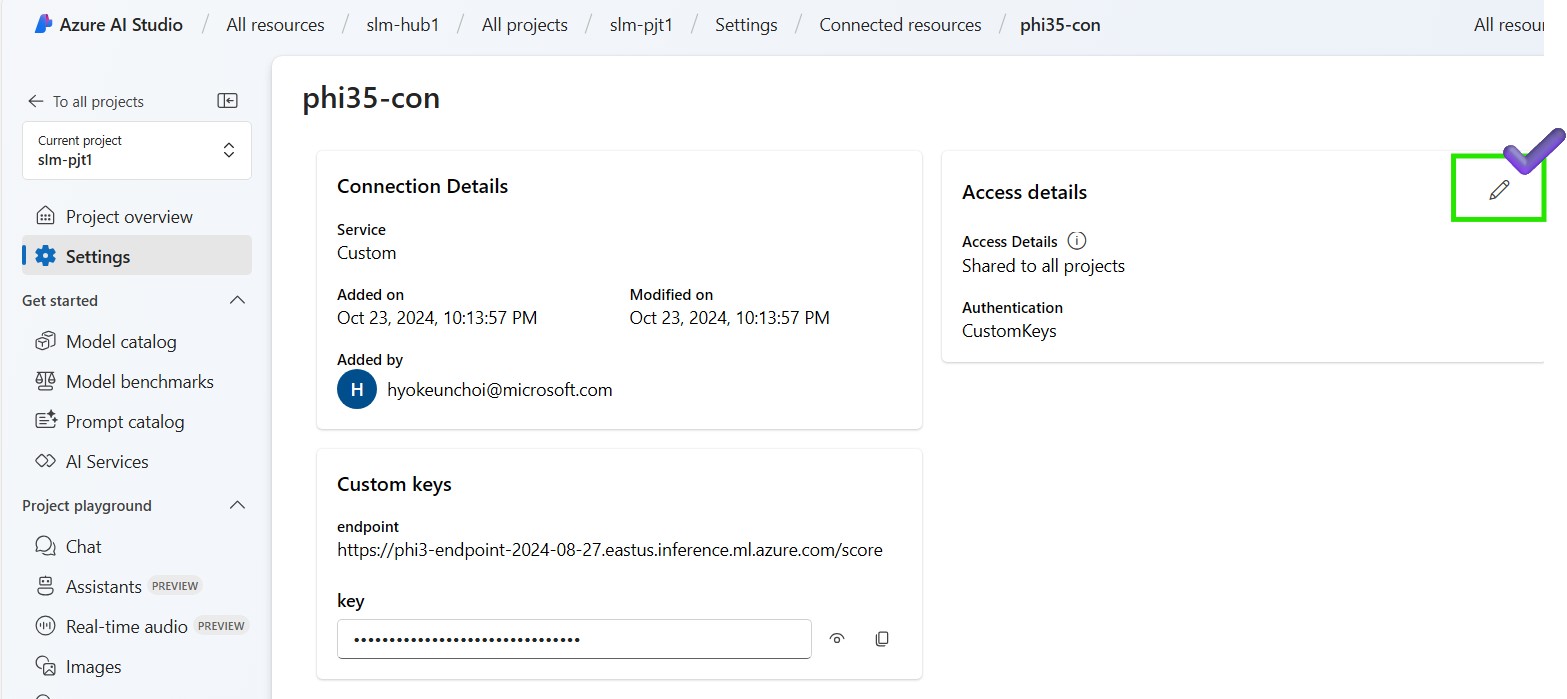 Azure AI Studio / All resources / slm-hub1 / All projects / slm-pjt1 / Settings / Connected resources / phi35-con
All resour
To all projects
Current project
slm-pjt1
Project overview
Settings
Get started
Model catalog
Model benchmarks
Prompt catalog
AI Services
Project playground
Chat
Assistants PREVIEW
Real-time audio PREVIEW
Images
phi35-con
Connection Details
Service
Custom
Added on
Oct 23, 2024, 10:13:57 PM
Modified on
Oct 23, 2024, 10:13:57 PM
Added by
H hyokeunchoi@microsoft.com
Custom keys
endpoint
https://phi3-endpoint-2024-08-27.eastus.inference.ml.azure.com/score
key
••••••••••••••••••••••••••••••••
Access details
Access Details
Shared to all projects
Authentication
CustomKeys